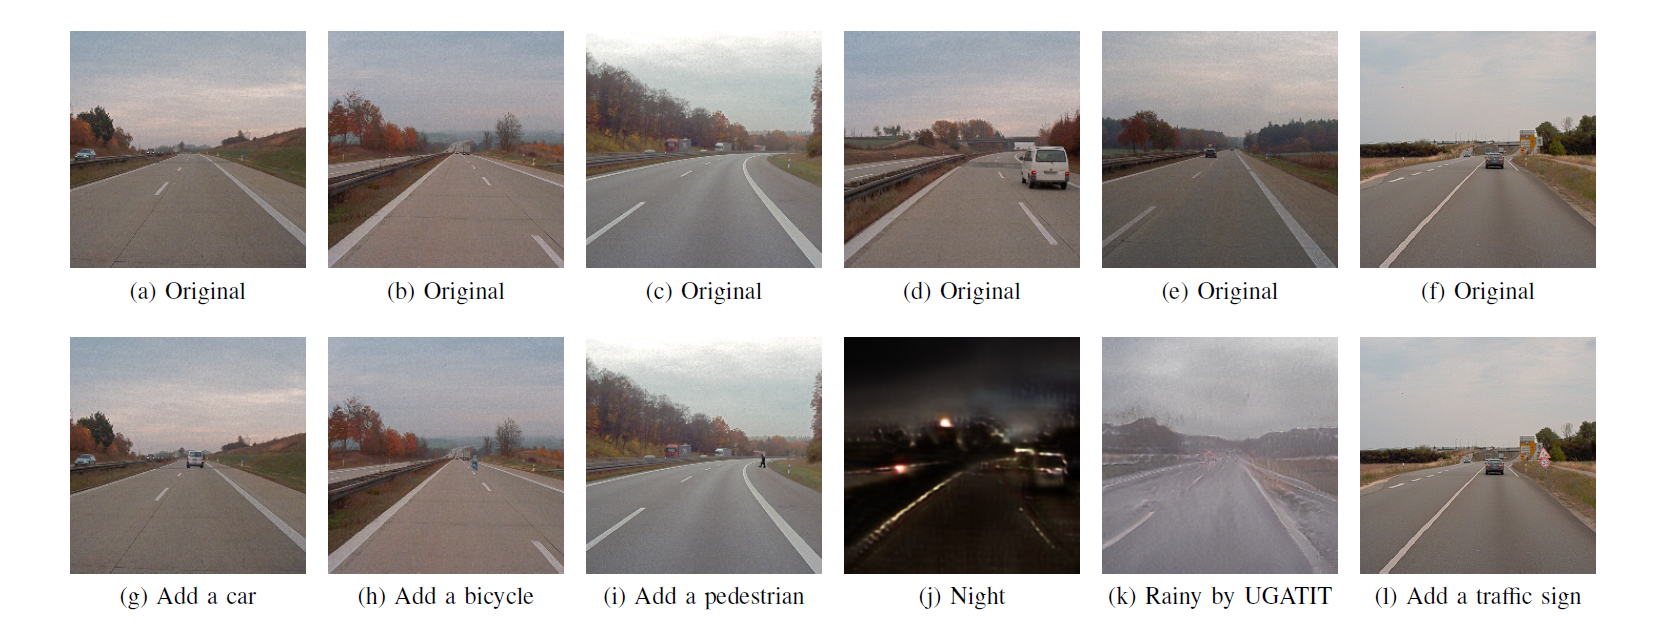 (a) Original
(b) Original
(c) Original
(d) Original
(e) Original
(f) Original
(g) Add a car
(h) Add a bicycle
(i) Add a pedestrian
(j) Night
(k) Rainy by UGATIT
(l) Add a traffic sign